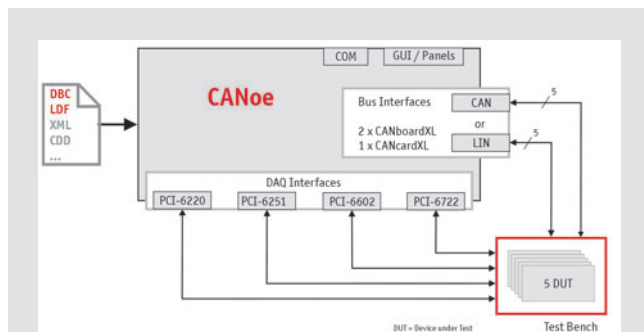 COM
GUI / Panels
DBC
LDF
XML
CDD
...
CANoe
Bus Interfaces
CAN
5
or
2 x CANboardXL
1 x CANcardXL
LIN
5
DAQ Interfaces
PCI-6220
PCI-6251
PCI-6602
PCI-6722
5 DUT
DUT = Device under Test
Test Bench